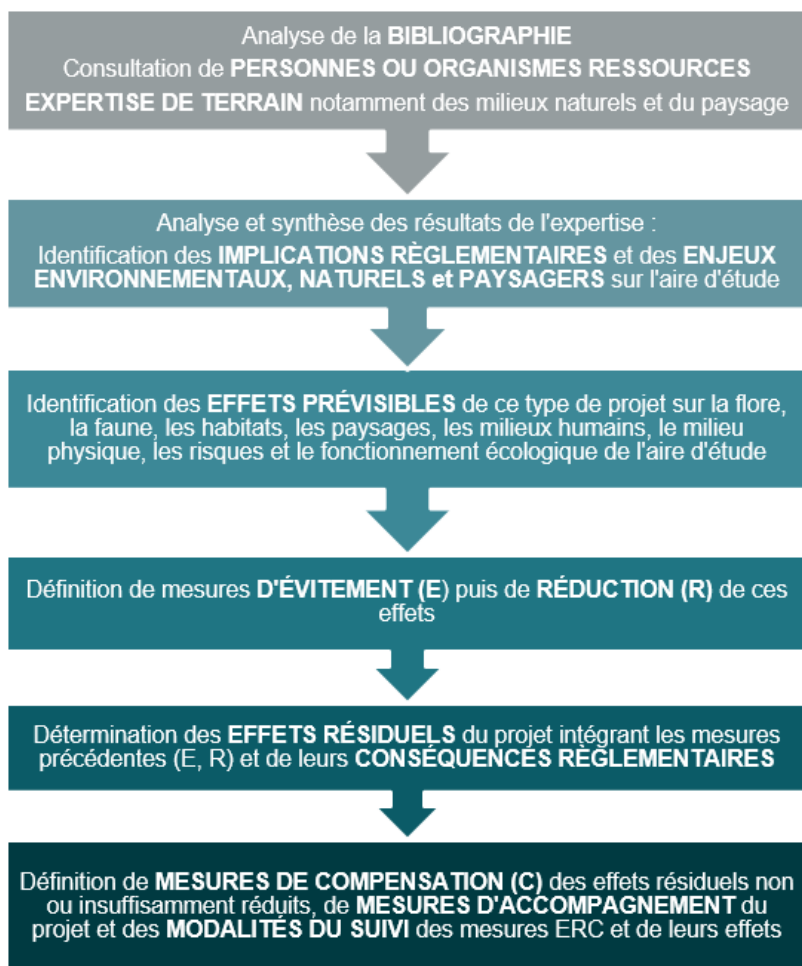 Analyse de la BIBLIOGRAPHIE
Consultation de PERSONNES OU ORGANISMES RESSOURCES
EXPERTISE DE TERRAIN notamment des milieux naturels et du paysage
Analyse et synthèse des résultats de l'expertise :
Identification des IMPLICATIONS RÈGLEMENTAIRES et des ENJEUX
ENVIRONNEMENTAUX, NATURELS et PAYSAGERS sur l'aire d'étude
Identification des EFFETS PRÉVISIBLES de ce type de projet sur la flore,
la faune, les habitats, les paysages, les milieux humains, le milieu
physique, les risques et le fonctionnement écologique de l'aire d'étude
Définition de mesures D'ÉVITEMENT (E) puis de RÉDUCTION (R) de ces
effets
Détermination des EFFETS RÉSIDUELS du projet intégrant les mesures
précédentes (E, R) et de leurs CONSÉQUENCES RÈGLEMENTAIRES
Définition de MESURES DE COMPENSATION (C) des effets résiduels non
ou insuffisamment réduits, de MESURES D'ACCOMPAGNEMENT du
projet et des MODALITÉS DU SUIVI des mesures ERC et de leurs effets